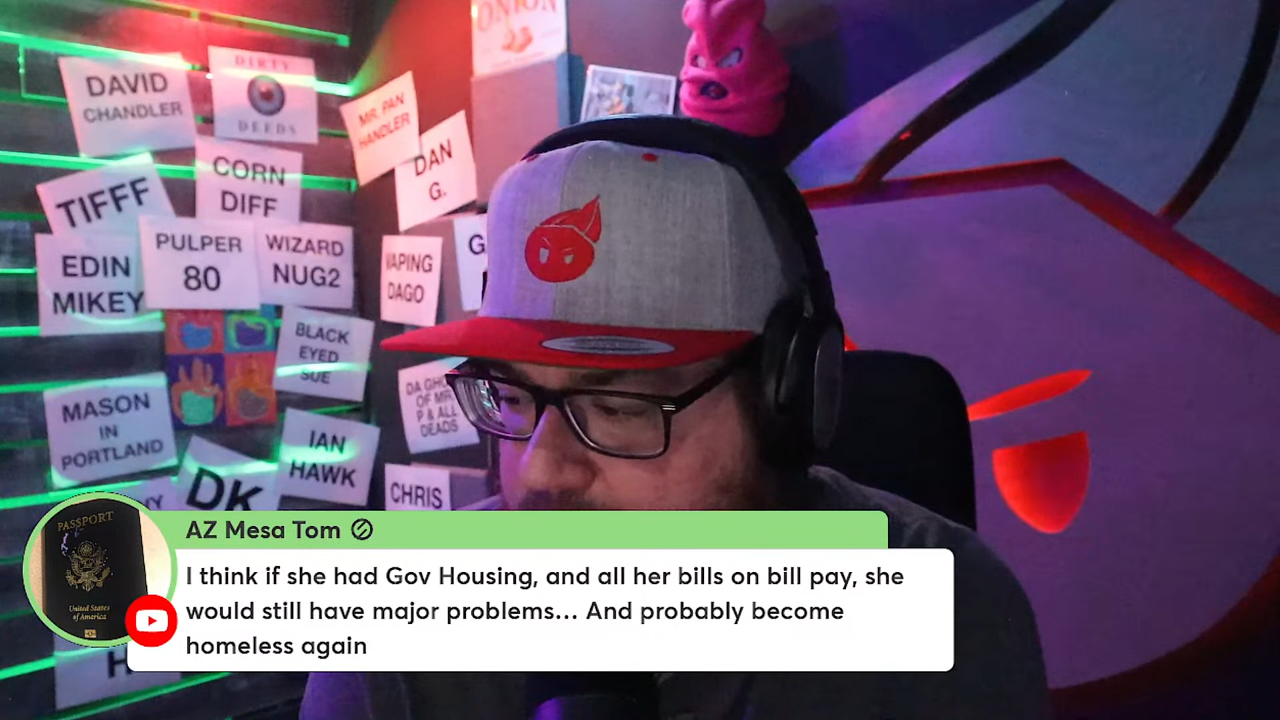 ONION
DIRTY
DEEDS
DAVID
CHANDLER
MR. PAN
HANDLER
DAN
G.
CORN
DIFF
TIFFF
PULPER
80
WIZARD
NUG2
EDIN
MIKEY
VAPING
DAGO
G
BLACK
EYED
SUE
DA GHO
OF MR.
P & ALL
DEADS
MASON
IN
PORTLAND
IAN
HAWK
DK
CHRIS
NY
H
PASSPORT
United States
of America
AZ Mesa Tom
I think if she had Gov Housing, and all her bills on bill pay, she
would still have major problems... And probably become
homeless again